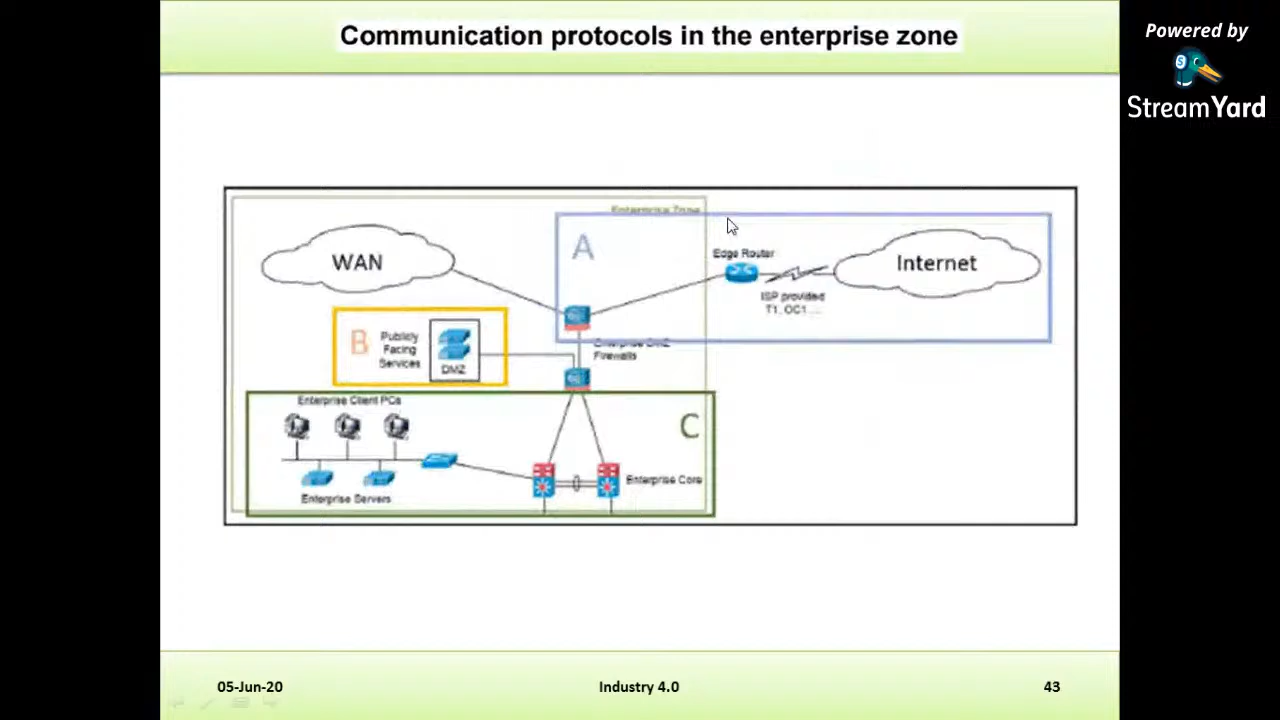 Communication protocols in the enterprise zone
Powered by
StreamYard
Enterprise Zone
WAN
A
Edge Router
Internet
ISP provided
T1, OC1 ...
B
Publicly
Facing
Services
DMZ
Enterprise DMZ
Firewalls
Enterprise Client PCs
C
Enterprise Core
Enterprise Servers
05-Jun-20
Industry 4.0
43